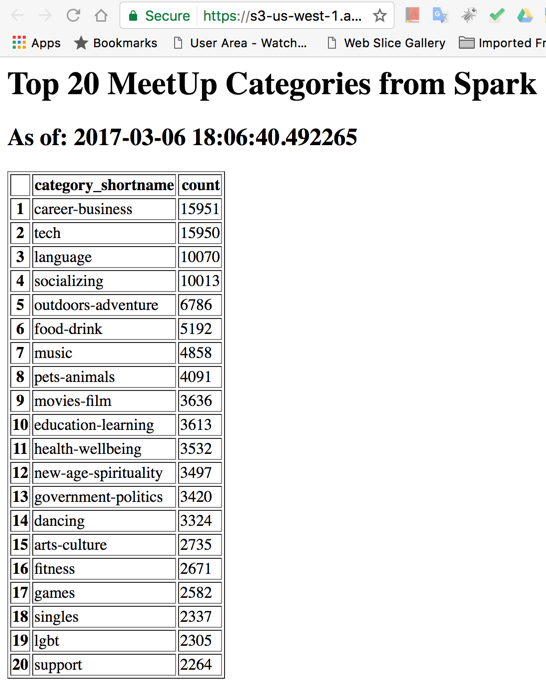 Secure https://s3-us-west-1.a...
Apps Bookmarks User Area - Watch... Web Slice Gallery Imported Fr
Top 20 MeetUp Categories from Spark
As of: 2017-03-06 18:06:40.492265
category_shortname count
1 career-business 15951
2 tech 15950
3 language 10070
4 socializing 10013
5 outdoors-adventure 6786
6 food-drink 5192
7 music 4858
8 pets-animals 4091
9 movies-film 3636
10 education-learning 3613
11 health-wellbeing 3532
12 new-age-spirituality 3497
13 government-politics 3420
14 dancing 3324
15 arts-culture 2735
16 fitness 2671
17 games 2582
18 singles 2337
19 lgbt 2305
20 support 2264